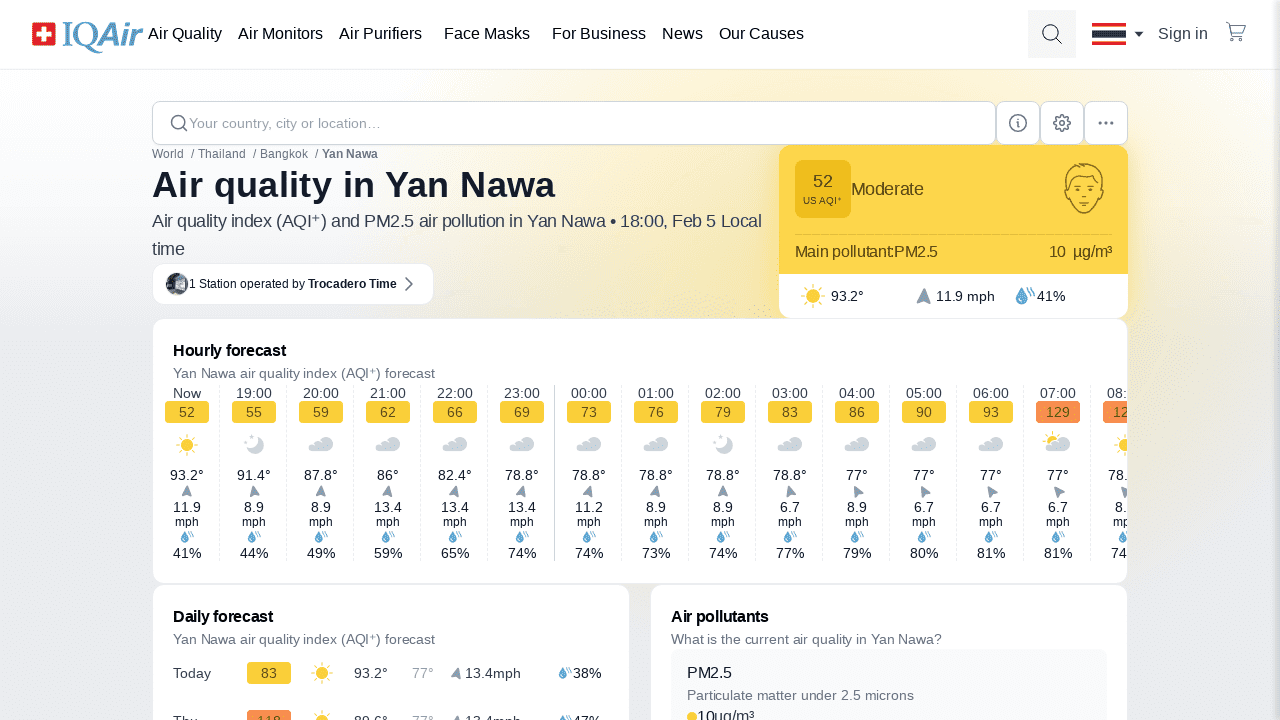 IQAir Air Quality Air Monitors Air Purifiers Face Masks For Business News Our Causes Sign in
Your country, city or location…
World / Thailand / Bangkok / Yan Nawa
Air quality in Yan Nawa
Air quality index (AQI⁺) and PM2.5 air pollution in Yan Nawa • 18:00, Feb 5 Local
time
1 Station operated by Trocadero Time
52
US AQI⁺
Moderate
Main pollutant:PM2.5 10 µg/m³
93.2° 11.9 mph 41%
Hourly forecast
Yan Nawa air quality index (AQI⁺) forecast
Now 19:00 20:00 21:00 22:00 23:00 00:00 01:00 02:00 03:00 04:00 05:00 06:00 07:00 08:
52 55 59 62 66 69 73 76 79 83 86 90 93 129 12
93.2° 91.4° 87.8° 86° 82.4° 78.8° 78.8° 78.8° 78.8° 78.8° 77° 77° 77° 77° 78.
11.9 8.9 8.9 13.4 13.4 13.4 11.2 8.9 8.9 6.7 8.9 6.7 6.7 6.7 8.
mph mph mph mph mph mph mph mph mph mph mph mph mph mph mp
41% 44% 49% 59% 65% 74% 74% 73% 74% 77% 79% 80% 81% 81% 74
Daily forecast
Yan Nawa air quality index (AQI⁺) forecast
Today 83 93.2° 77° 13.4mph 38%
Thu 118 89.6° 77° 13.4mph 47%
Air pollutants
What is the current air quality in Yan Nawa?
PM2.5
Particulate matter under 2.5 microns
10µg/m³